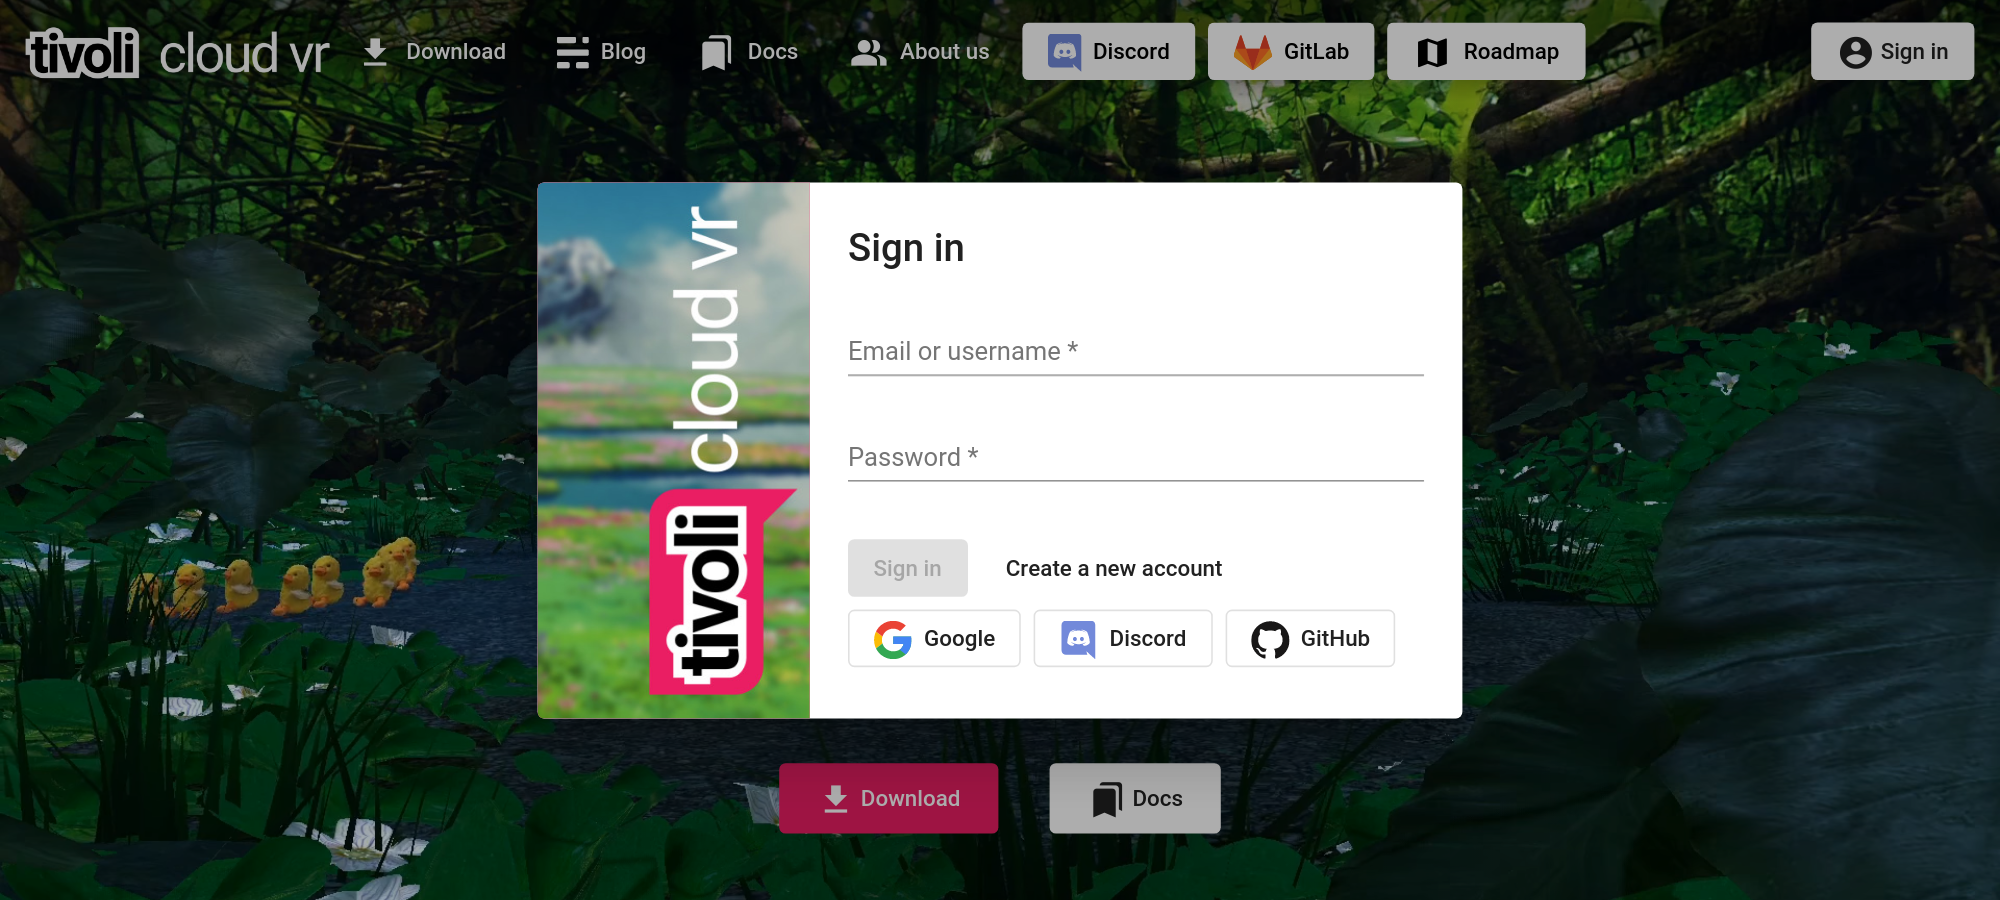 tivoli cloud vr
Download
Blog
Docs
About us
Discord
GitLab
Roadmap
Sign in
tivoli cloud vr
Sign in
Email or username *
Password *
Sign in
Create a new account
Google
Discord
GitHub
Download
Docs